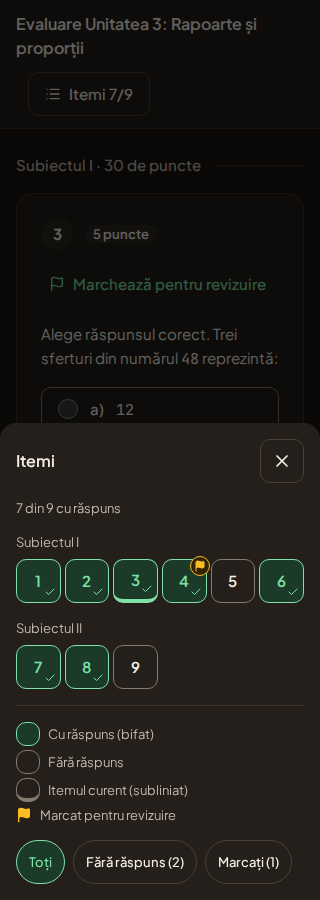 Evaluare Unitatea 3: Rapoarte și
proporții
Itemi 7/9
Subiectul I · 30 de puncte
3
5 puncte
Marchează pentru revizuire
Alege răspunsul corect. Trei
sferturi din numărul 48 reprezintă:
a) 12
Itemi
7 din 9 cu răspuns
Subiectul I
1 2 3 4 5 6
Subiectul II
7 8 9
Cu răspuns (bifat)
Fără răspuns
Itemul curent (subliniat)
Marcat pentru revizuire
Toți Fără răspuns (2) Marcați (1)